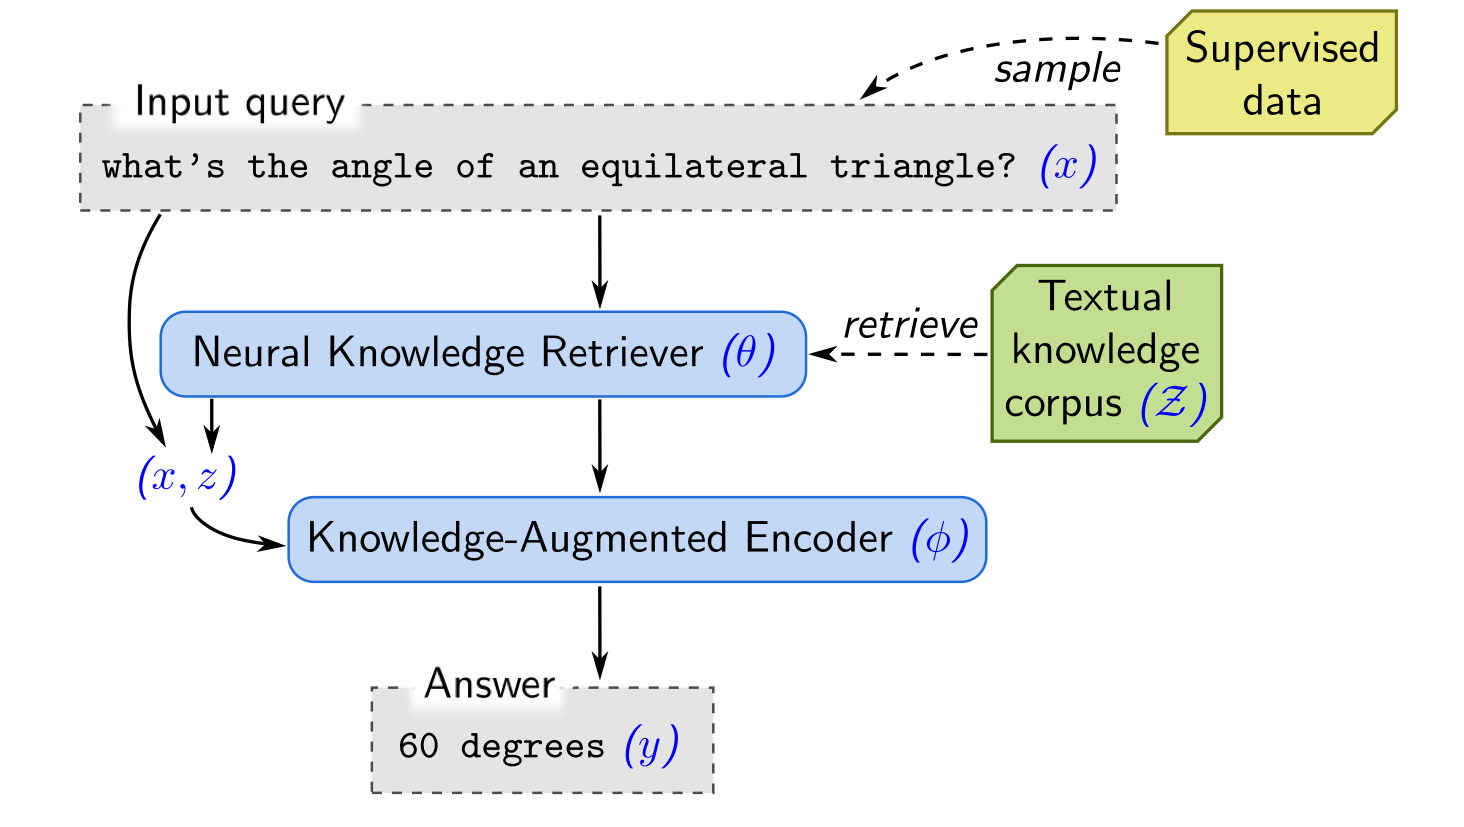 Supervised
data
sample
Input query
what's the angle of an equilateral triangle? (x)
Neural Knowledge Retriever (θ)
retrieve
Textual
knowledge
corpus (𝒵)
(x, z)
Knowledge-Augmented Encoder (ϕ)
Answer
60 degrees (y)